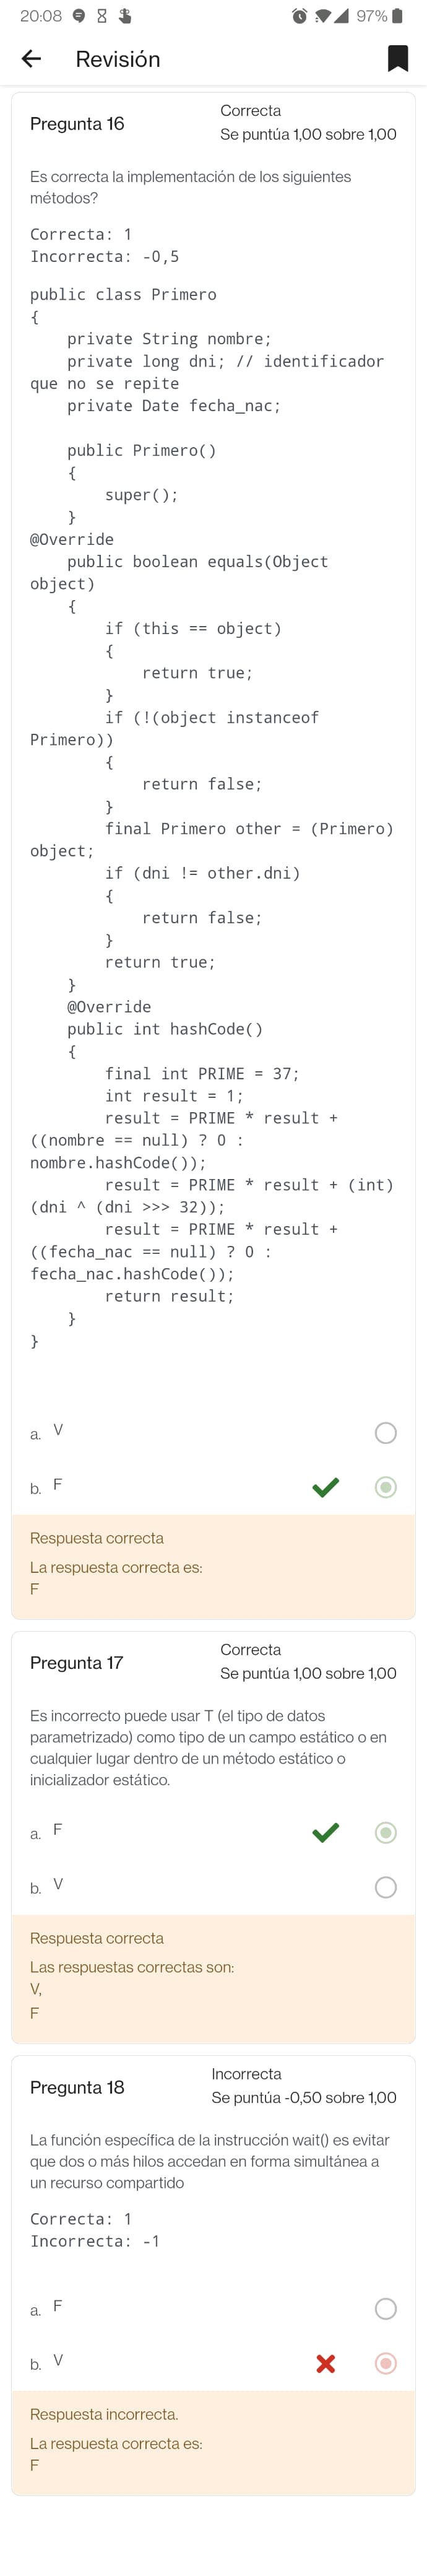 20:08
97%
Revisión
Pregunta 16
Correcta
Se puntúa 1,00 sobre 1,00
Es correcta la implementación de los siguientes
métodos?
Correcta: 1
Incorrecta: -0,5
public class Primero
{
    private String nombre;
    private long dni; // identificador
que no se repite
    private Date fecha_nac;
    public Primero()
    {
        super();
    }
@Override
    public boolean equals(Object
object)
    {
        if (this == object)
        {
            return true;
        }
        if (!(object instanceof
Primero))
        {
            return false;
        }
        final Primero other = (Primero)
object;
        if (dni != other.dni)
        {
            return false;
        }
        return true;
    }
    @Override
    public int hashCode()
    {
        final int PRIME = 37;
        int result = 1;
        result = PRIME * result +
((nombre == null) ? 0 :
nombre.hashCode());
        result = PRIME * result + (int)
(dni ^ (dni >>> 32));
        result = PRIME * result +
((fecha_nac == null) ? 0 :
fecha_nac.hashCode());
        return result;
    }
}
a. V
b. F
Respuesta correcta
La respuesta correcta es:
F
Pregunta 17
Correcta
Se puntúa 1,00 sobre 1,00
Es incorrecto puede usar T (el tipo de datos
parametrizado) como tipo de un campo estático o en
cualquier lugar dentro de un método estático o
inicializador estático.
a. F
b. V
Respuesta correcta
Las respuestas correctas son:
V,
F
Pregunta 18
Incorrecta
Se puntúa -0,50 sobre 1,00
La función específica de la instrucción wait() es evitar
que dos o más hilos accedan en forma simultánea a
un recurso compartido
Correcta: 1
Incorrecta: -1
a. F
b. V
Respuesta incorrecta.
La respuesta correcta es:
F